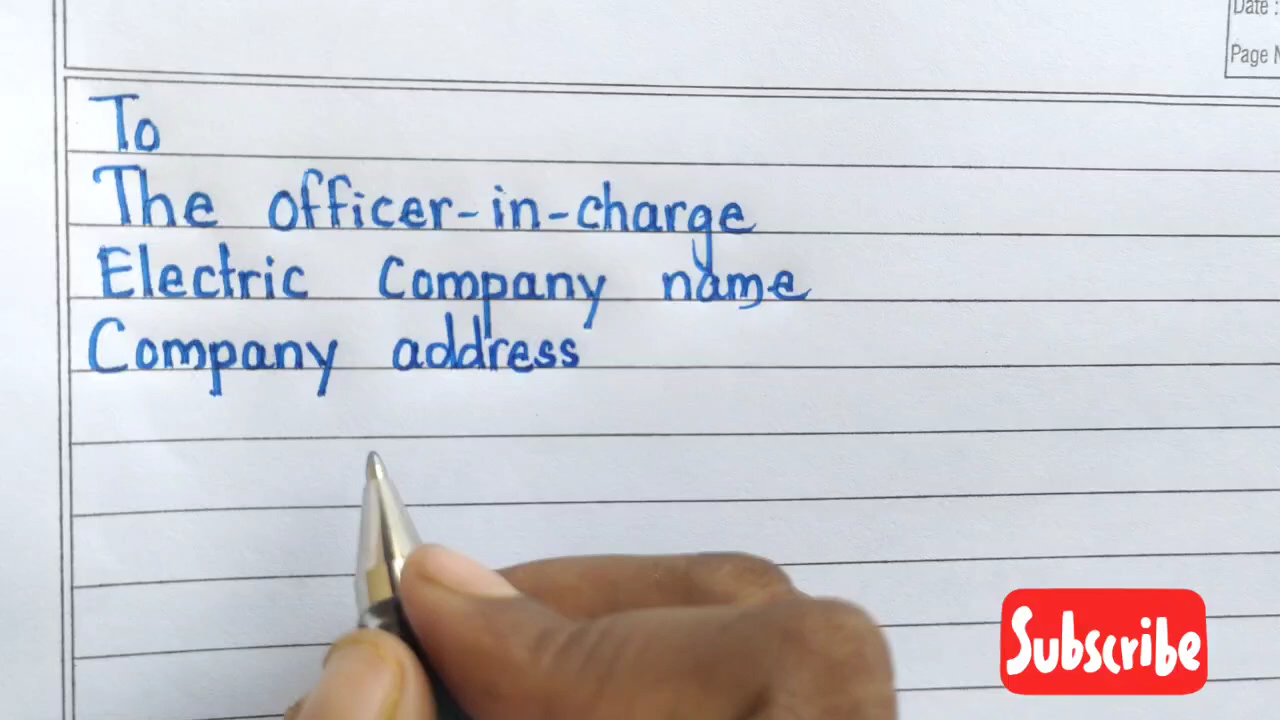 Date :
Page N
To
The officer-in-charge
Electric Company name
Company address
Subscribe